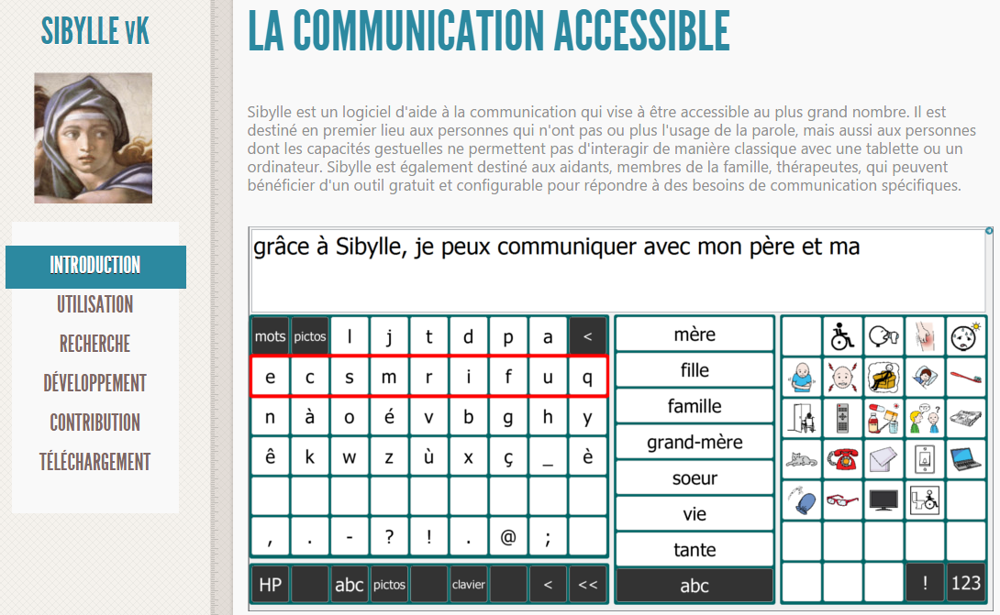 SIBYLLE vK
INTRODUCTION
UTILISATION
RECHERCHE
DÉVELOPPEMENT
CONTRIBUTION
TÉLÉCHARGEMENT
LA COMMUNICATION ACCESSIBLE
Sibylle est un logiciel d'aide à la communication qui vise à être accessible au plus grand nombre. Il est
destiné en premier lieu aux personnes qui n'ont pas ou plus l'usage de la parole, mais aussi aux personnes
dont les capacités gestuelles ne permettent pas d'interagir de manière classique avec une tablette ou un
ordinateur. Sibylle est également destiné aux aidants, membres de la famille, thérapeutes, qui peuvent
bénéficier d'un outil gratuit et configurable pour répondre à des besoins de communication spécifiques.
grâce à Sibylle, je peux communiquer avec mon père et ma
mots pictos l j t d p a <
e c s m r i f u q
n à o é v b g h y
ê k w z ù x ç _ è
, . - ? ! . @ ;
HP abc pictos clavier < <<
mère
fille
famille
grand-mère
soeur
vie
tante
abc
! 123